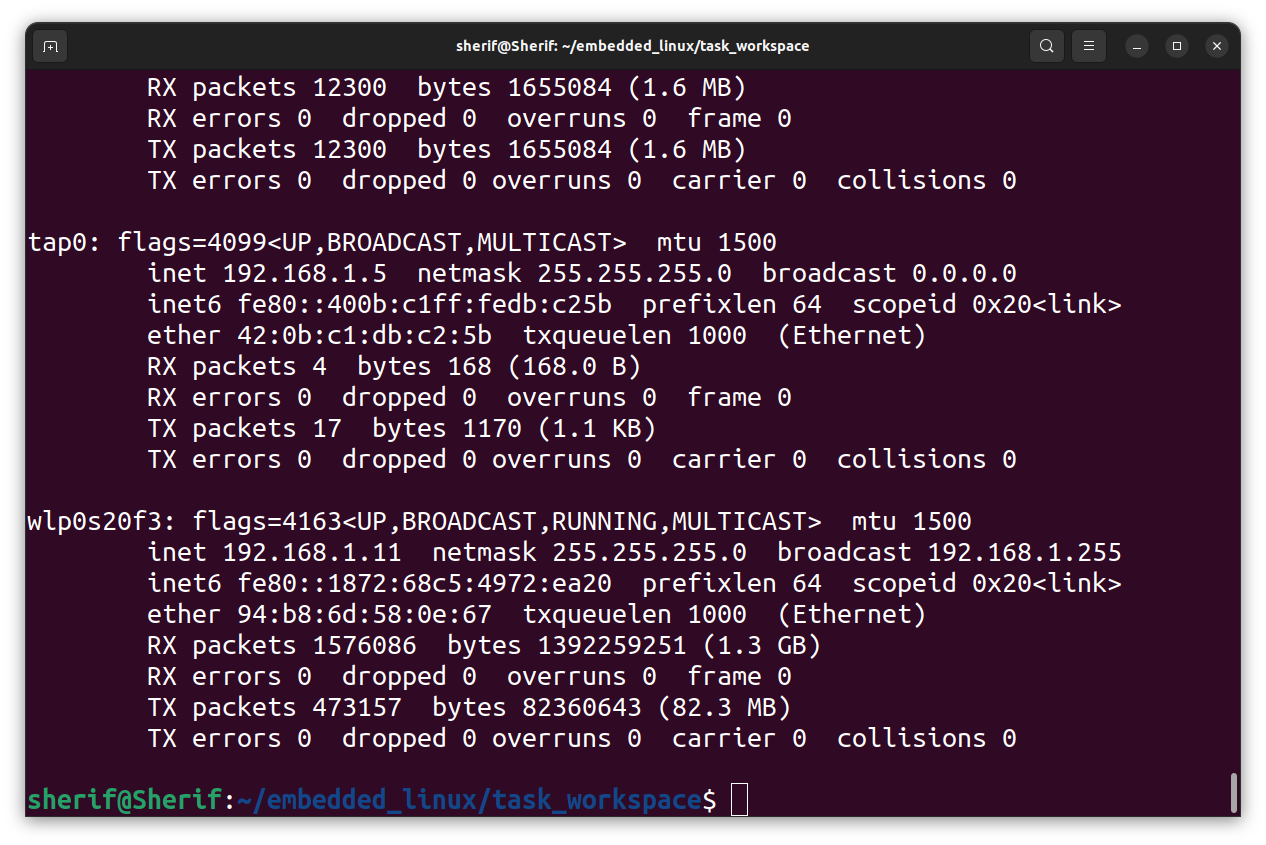 sherif@Sherif: ~/embedded_linux/task_workspace
RX packets 12300  bytes 1655084 (1.6 MB)
RX errors 0  dropped 0  overruns 0  frame 0
TX packets 12300  bytes 1655084 (1.6 MB)
TX errors 0  dropped 0 overruns 0  carrier 0  collisions 0
tap0: flags=4099<UP,BROADCAST,MULTICAST>  mtu 1500
inet 192.168.1.5  netmask 255.255.255.0  broadcast 0.0.0.0
inet6 fe80::400b:c1ff:fedb:c25b  prefixlen 64  scopeid 0x20<link>
ether 42:0b:c1:db:c2:5b  txqueuelen 1000  (Ethernet)
RX packets 4  bytes 168 (168.0 B)
RX errors 0  dropped 0  overruns 0  frame 0
TX packets 17  bytes 1170 (1.1 KB)
TX errors 0  dropped 0 overruns 0  carrier 0  collisions 0
wlp0s20f3: flags=4163<UP,BROADCAST,RUNNING,MULTICAST>  mtu 1500
inet 192.168.1.11  netmask 255.255.255.0  broadcast 192.168.1.255
inet6 fe80::1872:68c5:4972:ea20  prefixlen 64  scopeid 0x20<link>
ether 94:b8:6d:58:0e:67  txqueuelen 1000  (Ethernet)
RX packets 1576086  bytes 1392259251 (1.3 GB)
RX errors 0  dropped 0  overruns 0  frame 0
TX packets 473157  bytes 82360643 (82.3 MB)
TX errors 0  dropped 0 overruns 0  carrier 0  collisions 0
sherif@Sherif:~/embedded_linux/task_workspace$